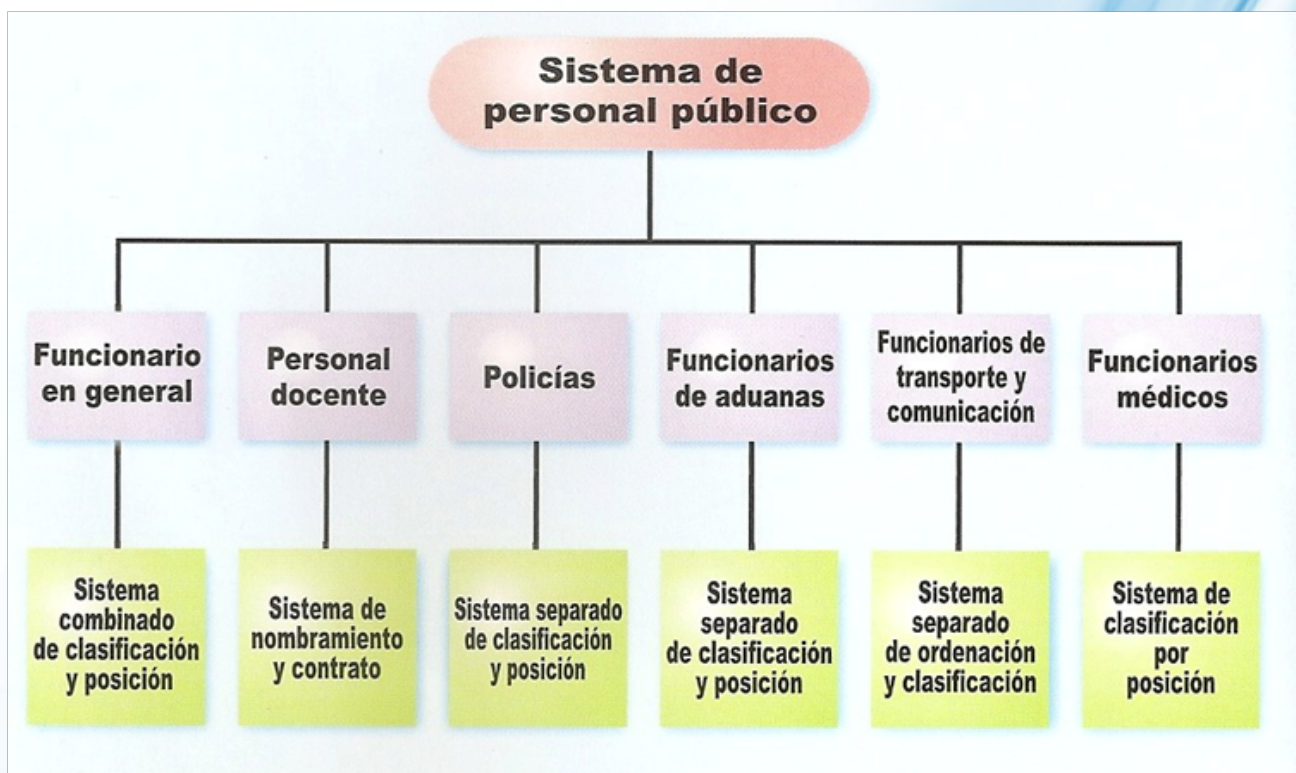 Sistema de
personal público
Funcionario
en general
Personal
docente
Policías
Funcionarios
de aduanas
Funcionarios de
transporte y
comunicación
Funcionarios
médicos
Sistema
combinado
de clasificación
y posición
Sistema de
nombramiento
y contrato
Sistema separado
de clasificación
y posición
Sistema
separado
de clasificación
y posición
Sistema
separado
de ordenación
y clasificación
Sistema de
clasificación
por
posición